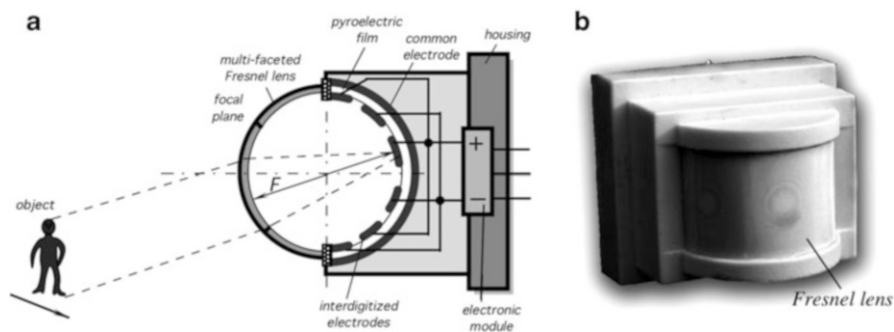 a
pyroelectric
film
common
electrode
housing
multi-faceted
Fresnel lens
focal
plane
F
+
−
object
interdigitized
electrodes
electronic
module
b
Fresnel lens